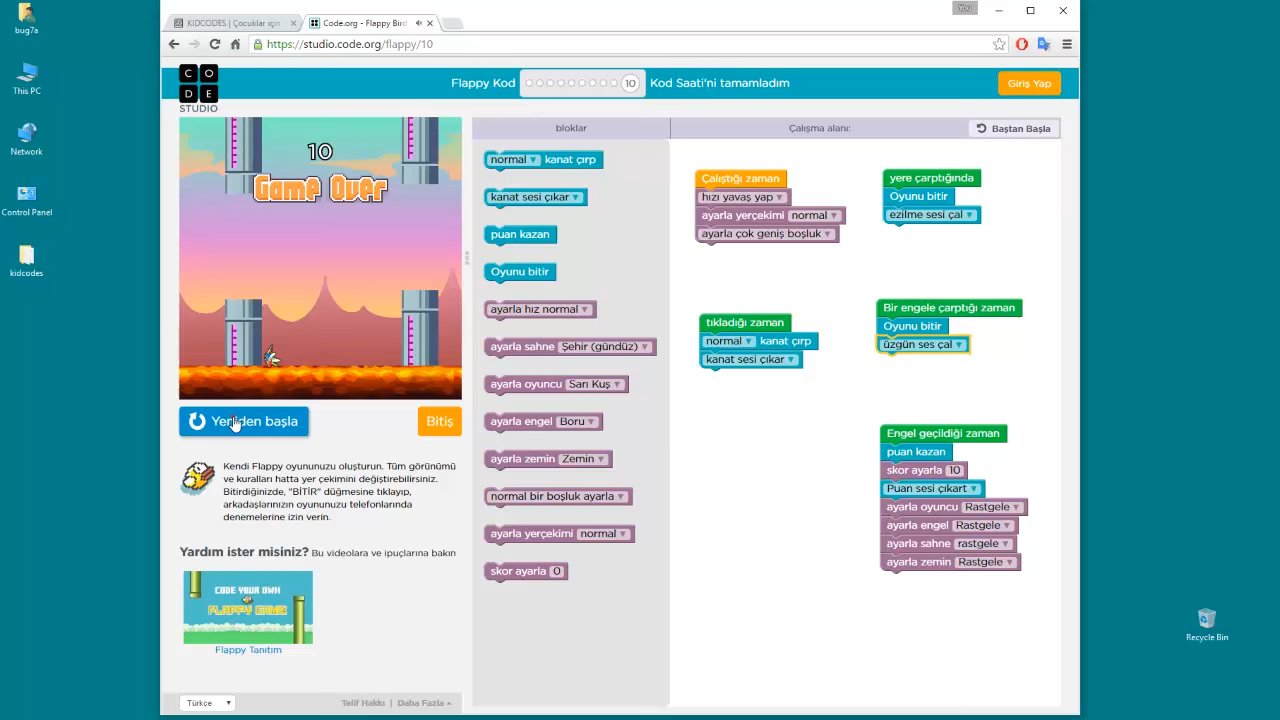 bug7a
This PC
Network
Control Panel
kidcodes
Recycle Bin
You
KIDCODES | Çocuklar için
Code.org - Flappy Bird
https://studio.code.org/flappy/10
C O
D E
STUDIO
Flappy Kod
10
Kod Saati'ni tamamladım
Giriş Yap
10
Game Over
Yeniden başla
Bitiş
Kendi Flappy oyununuzu oluşturun. Tüm görünümü
ve kuralları hatta yer çekimini değiştirebilirsiniz.
Bitirdiğinizde, "BİTİR" düğmesine tıklayıp,
arkadaşlarınızın oyununuzu telefonlarında
denemelerine izin verin.
Yardım ister misiniz? Bu videolara ve ipuçlarına bakın
CODE YOUR OWN
FLAPPY GAME
Flappy Tanıtım
Türkçe
Telif Hakkı | Daha Fazla
bloklar
normal kanat çırp
kanat sesi çıkar
puan kazan
Oyunu bitir
ayarla hız normal
ayarla sahne Şehir (gündüz)
ayarla oyuncu Sarı Kuş
ayarla engel Boru
ayarla zemin Zemin
normal bir boşluk ayarla
ayarla yerçekimi normal
skor ayarla 0
Çalışma alanı:
Baştan Başla
Çalıştığı zaman
hızı yavaş yap
ayarla yerçekimi normal
ayarla çok geniş boşluk
yere çarptığında
Oyunu bitir
ezilme sesi çal
tıkladığı zaman
normal kanat çırp
kanat sesi çıkar
Bir engele çarptığı zaman
Oyunu bitir
üzgün ses çal
Engel geçildiği zaman
puan kazan
skor ayarla 10
Puan sesi çıkart
ayarla oyuncu Rastgele
ayarla engel Rastgele
ayarla sahne rastgele
ayarla zemin Rastgele